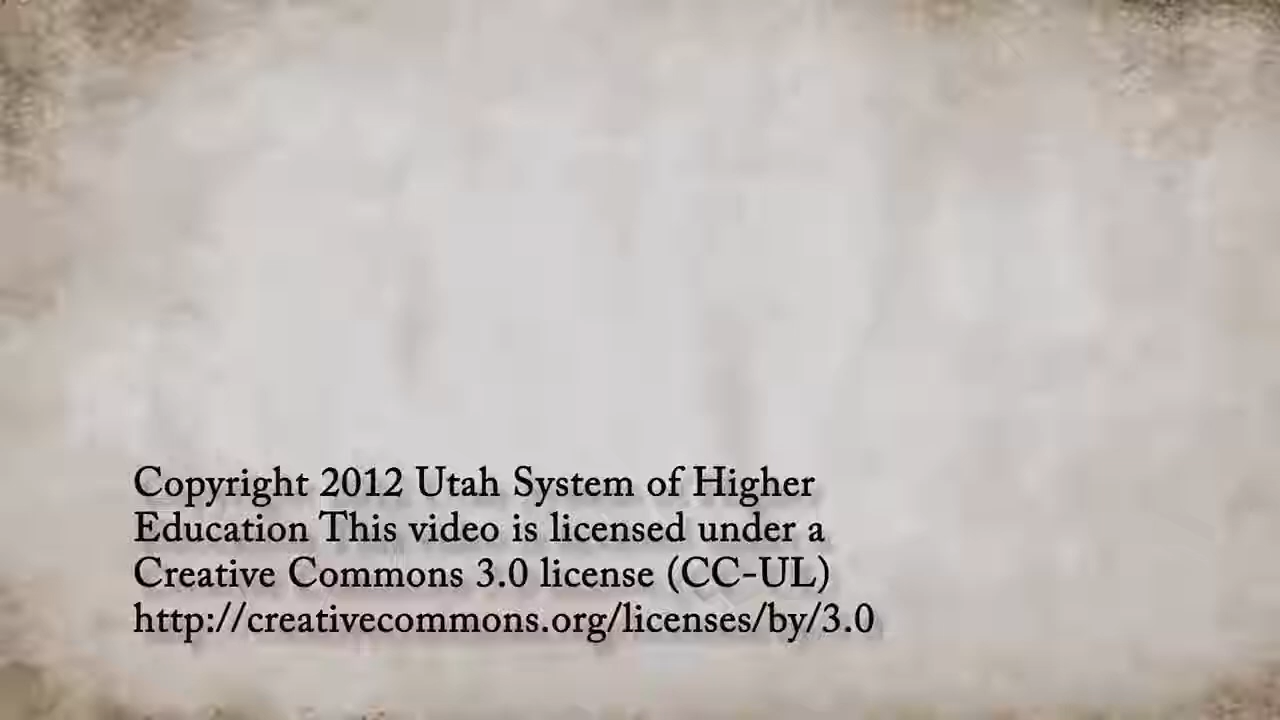 Copyright 2012 Utah System of Higher
Education This video is licensed under a
Creative Commons 3.0 license (CC-UL)
http://creativecommons.org/licenses/by/3.0